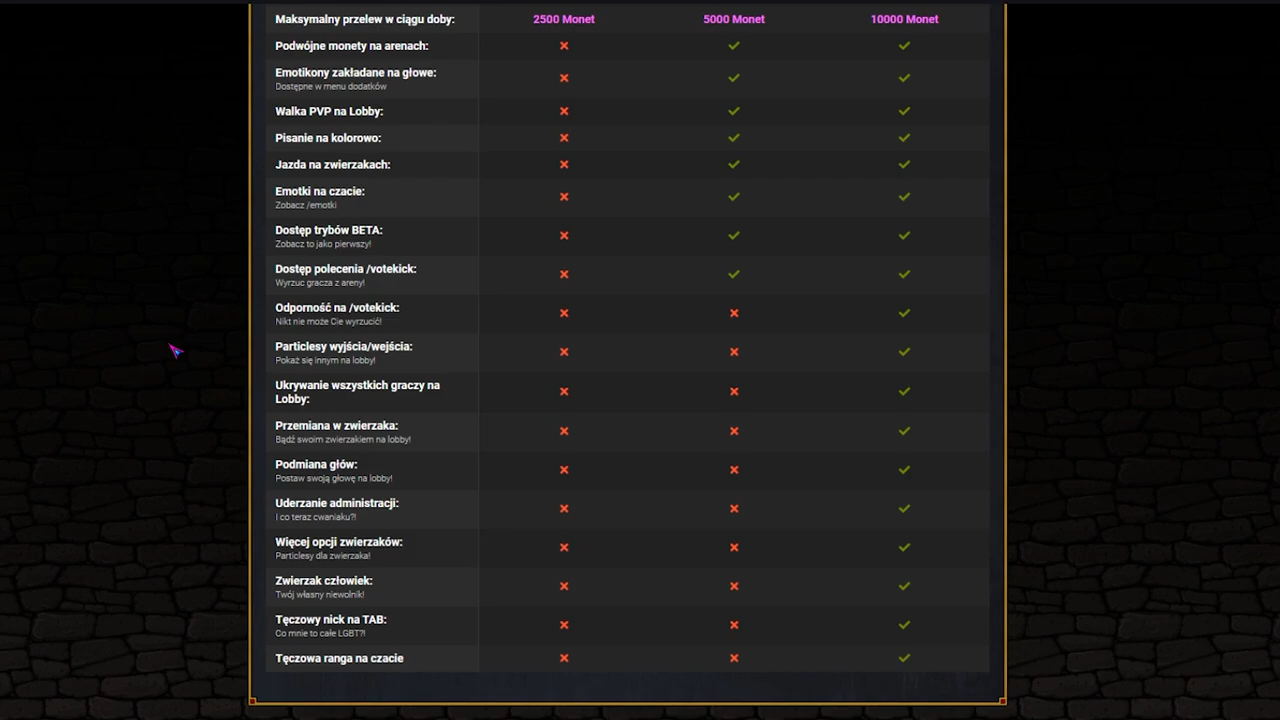 Maksymalny przelew w ciągu doby: 2500 Monet 5000 Monet 10000 Monet
Podwójne monety na arenach:
Emotikony zakładane na głowe:
Dostępne w menu dodatków
Walka PVP na Lobby:
Pisanie na kolorowo:
Jazda na zwierzakach:
Emotki na czacie:
Zobacz /emotki
Dostęp trybów BETA:
Zobacz to jako pierwszy!
Dostęp polecenia /votekick:
Wyrzuc gracza z areny!
Odporność na /votekick:
Nikt nie może Cie wyrzucić!
Particlesy wyjścia/wejścia:
Pokaż się innym na lobby!
Ukrywanie wszystkich graczy na
Lobby:
Przemiana w zwierzaka:
Bądź swoim zwierzakiem na lobby!
Podmiana głów:
Postaw swoją głowę na lobby!
Uderzanie administracji:
I co teraz cwaniaku?!
Więcej opcji zwierzaków:
Particlesy dla zwierzaka!
Zwierzak człowiek:
Twój własny niewolnik!
Tęczowy nick na TAB:
Co mnie to całe LGBT?!
Tęczowa ranga na czacie